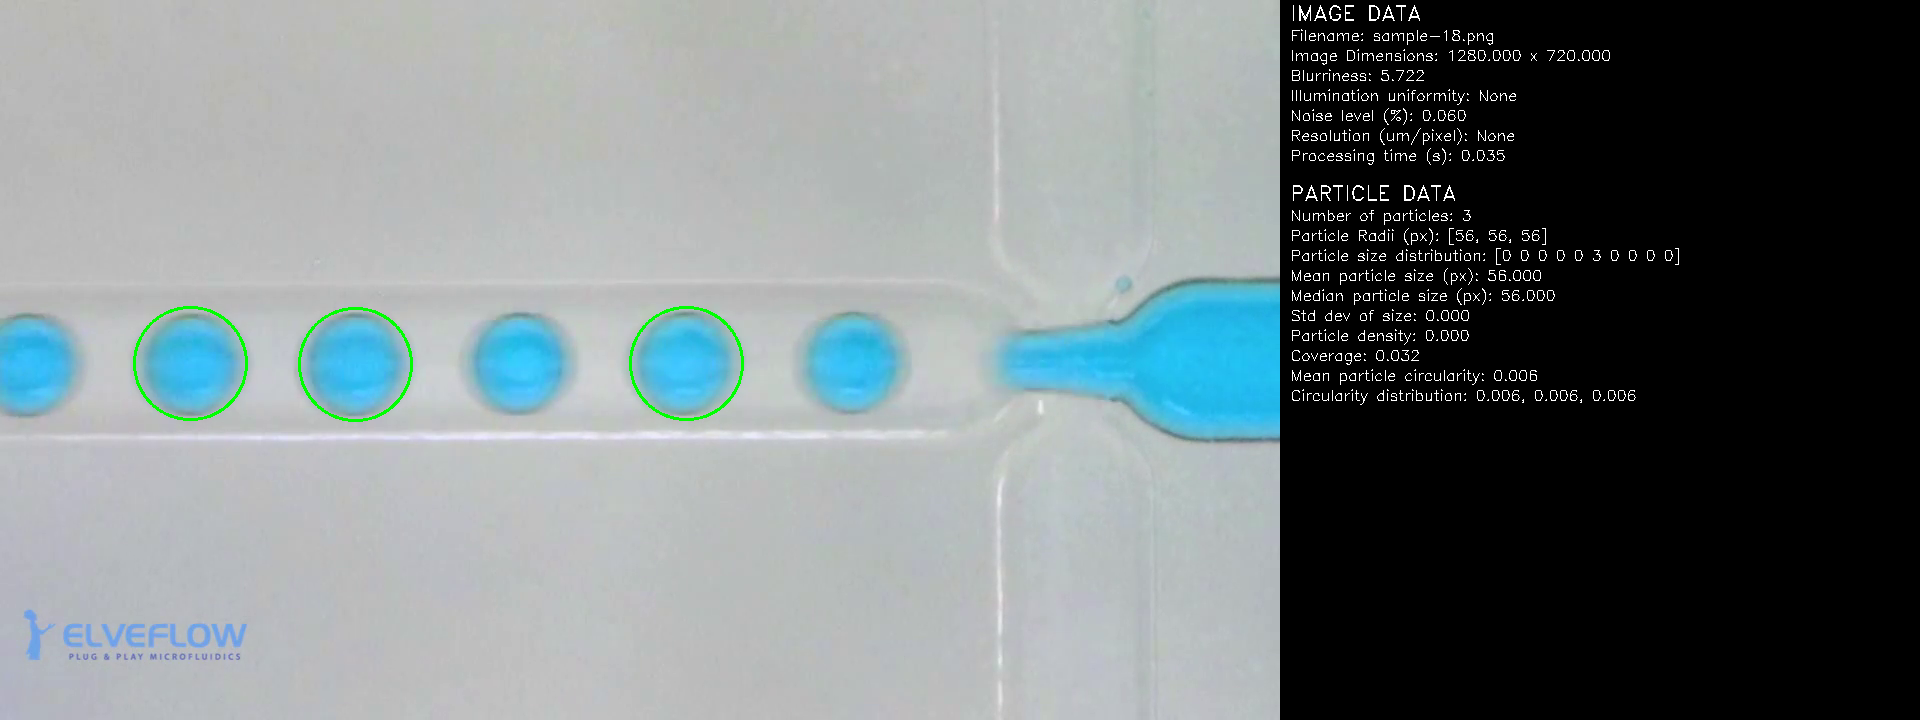 IMAGE DATA
Filename: sample-18.png
Image Dimensions: 1280.000 x 720.000
Blurriness: 5.722
Illumination uniformity: None
Noise level (%): 0.060
Resolution (um/pixel): None
Processing time (s): 0.035
PARTICLE DATA
Number of particles: 3
Particle Radii (px): [56, 56, 56]
Particle size distribution: [0 0 0 0 0 3 0 0 0 0]
Mean particle size (px): 56.000
Median particle size (px): 56.000
Std dev of size: 0.000
Particle density: 0.000
Coverage: 0.032
Mean particle circularity: 0.006
Circularity distribution: 0.006, 0.006, 0.006
ELVEFLOW
PLUG & PLAY MICROFLUIDICS